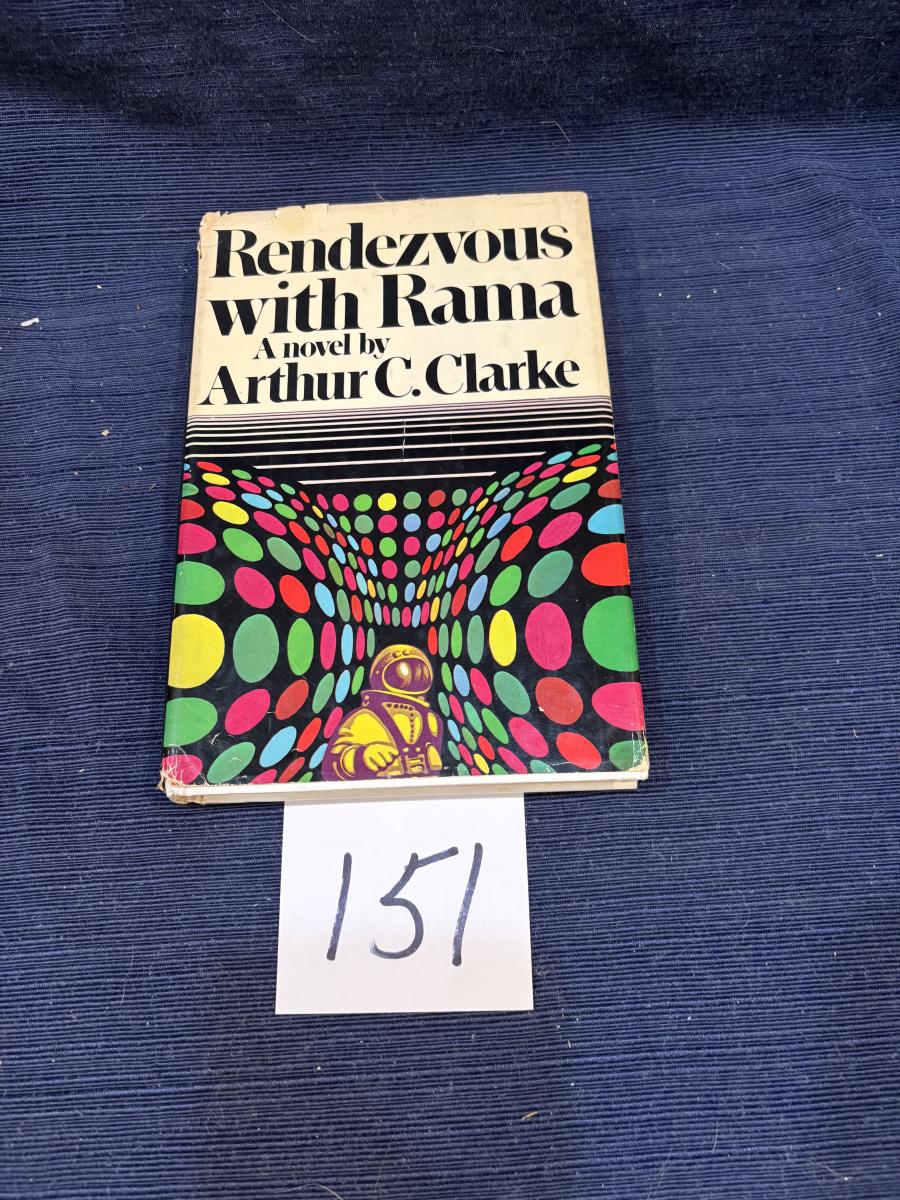 Rendezvous
with Rama
A novel by
Arthur C. Clarke
151